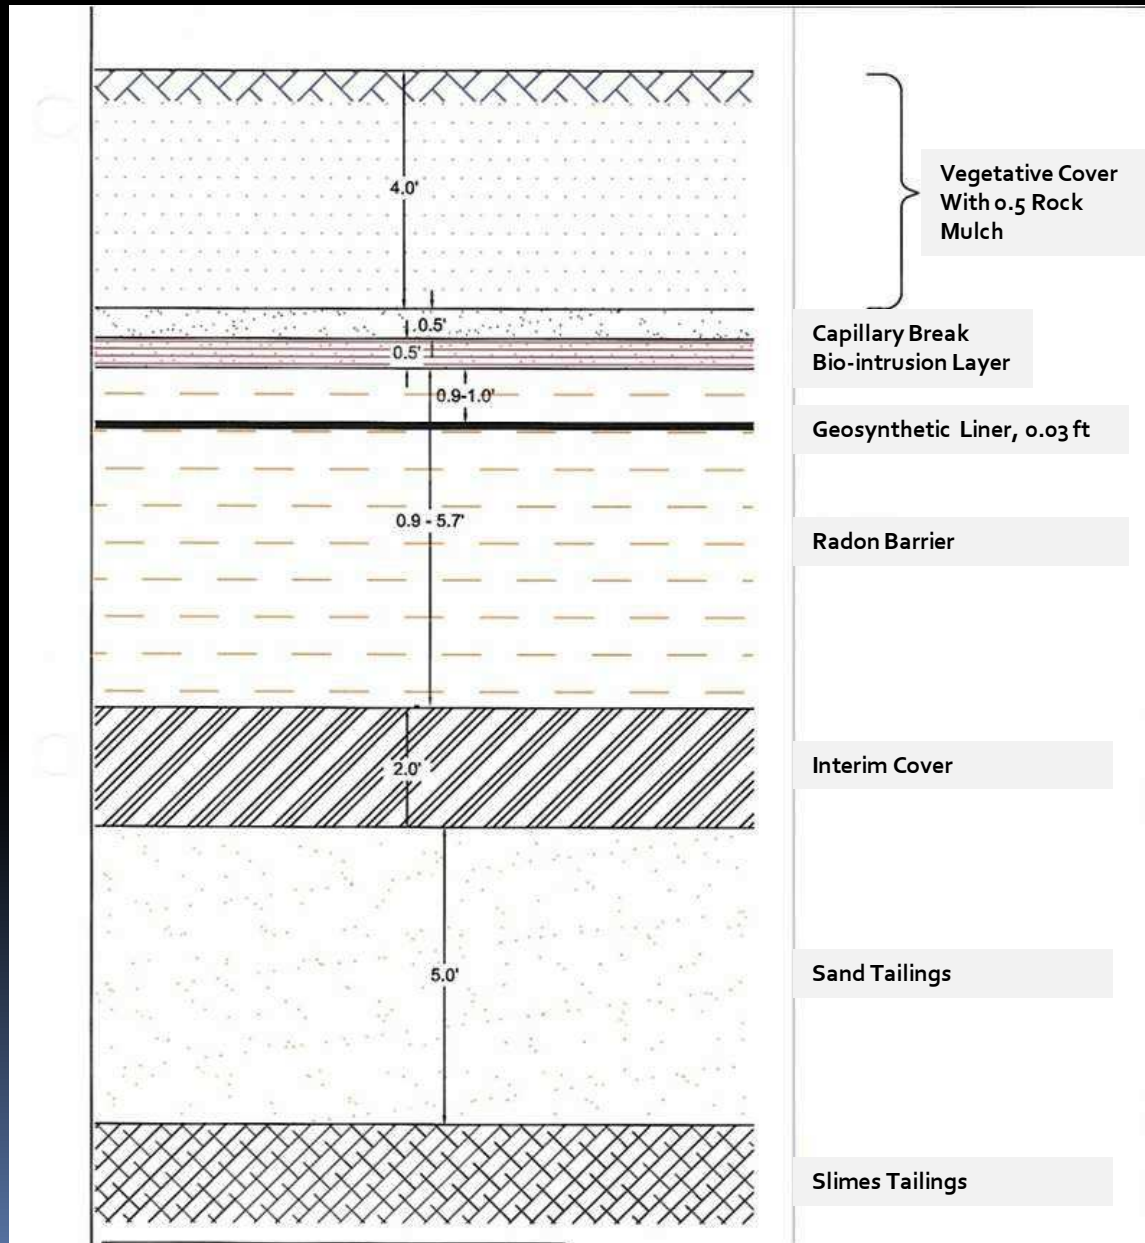 4.0'
Vegetative Cover
With 0.5 Rock
Mulch
0.5'
Capillary Break
0.5'
Bio-intrusion Layer
0.9-1.0'
Geosynthetic Liner, 0.03 ft
0.9 - 5.7'
Radon Barrier
2.0'
Interim Cover
5.0'
Sand Tailings
Slimes Tailings